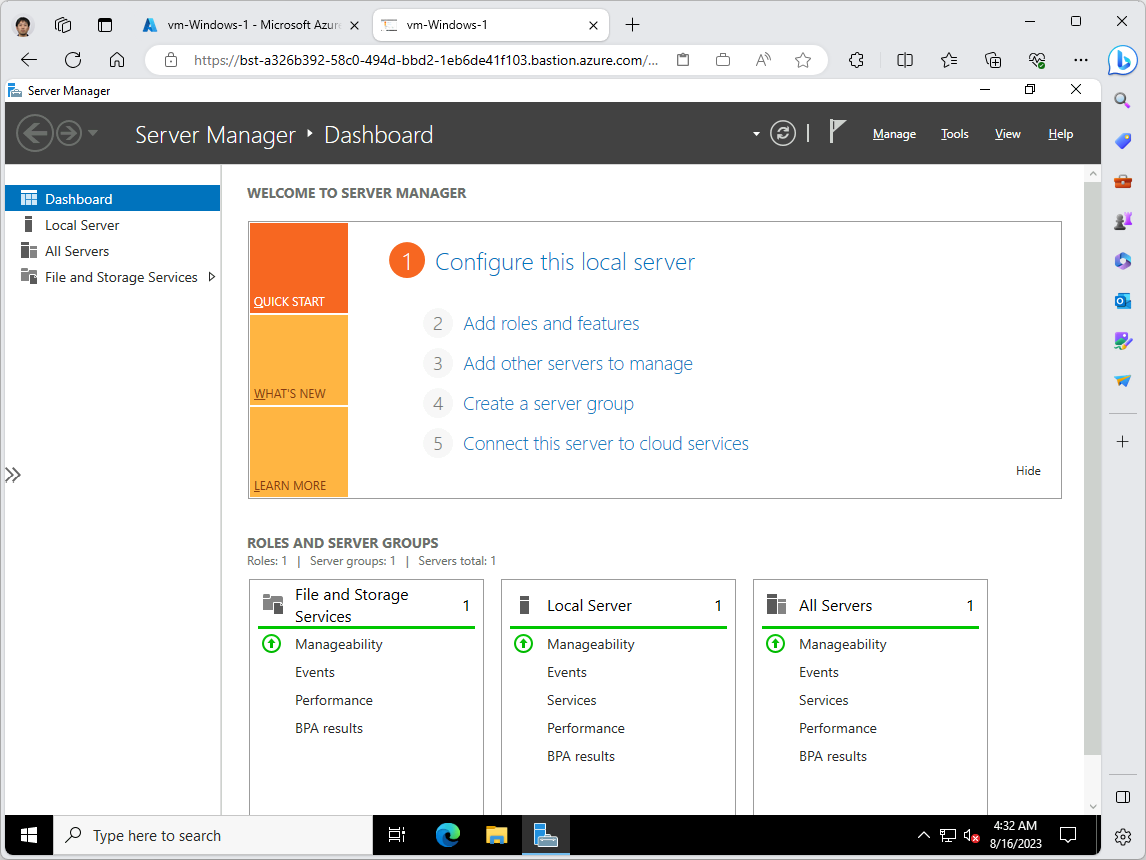 vm-Windows-1 - Microsoft Azure
vm-Windows-1
https://bst-a326b392-58c0-494d-bbd2-1eb6de41f103.bastion.azure.com/...
Server Manager
Server Manager Dashboard
Manage Tools View Help
Dashboard
Local Server
All Servers
File and Storage Services
WELCOME TO SERVER MANAGER
QUICK START
WHAT'S NEW
LEARN MORE
1 Configure this local server
2 Add roles and features
3 Add other servers to manage
4 Create a server group
5 Connect this server to cloud services
Hide
ROLES AND SERVER GROUPS
Roles: 1 | Server groups: 1 | Servers total: 1
File and Storage
Services
1
Manageability
Events
Performance
BPA results
Local Server 1
Manageability
Events
Services
Performance
BPA results
All Servers 1
Manageability
Events
Services
Performance
BPA results
Type here to search
4:32 AM
8/16/2023